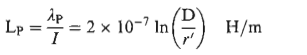 L_P = λ_P / I = 2 × 10⁻⁷ ln(D / r′) H/m